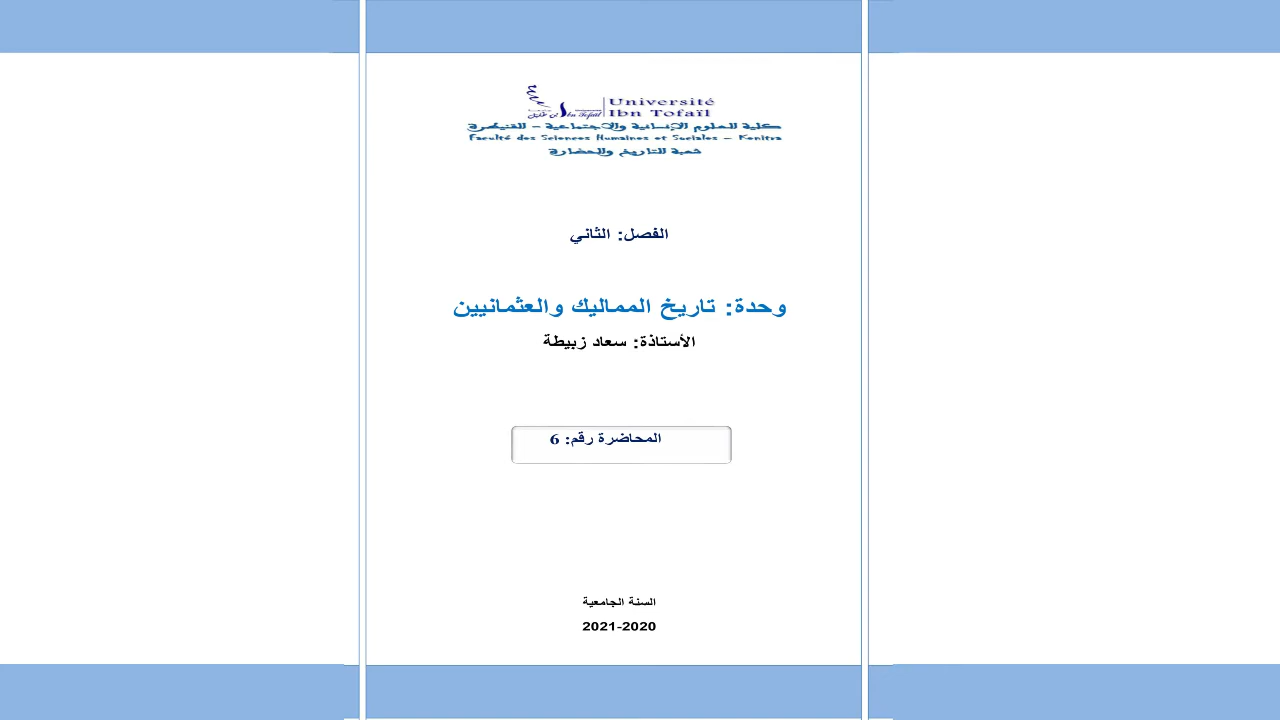 Université
Ibn Tofaïl
كلية العلوم الإنسانية والاجتماعية - القنيطرة
Faculté des Sciences Humaines et Sociales - Kenitra
شعبة التاريخ والحضارة
الفصل: الثاني
وحدة: تاريخ المماليك والعثمانيين
الأستاذة: سعاد زبيطة
المحاضرة رقم: 6
السنة الجامعية
2021-2020